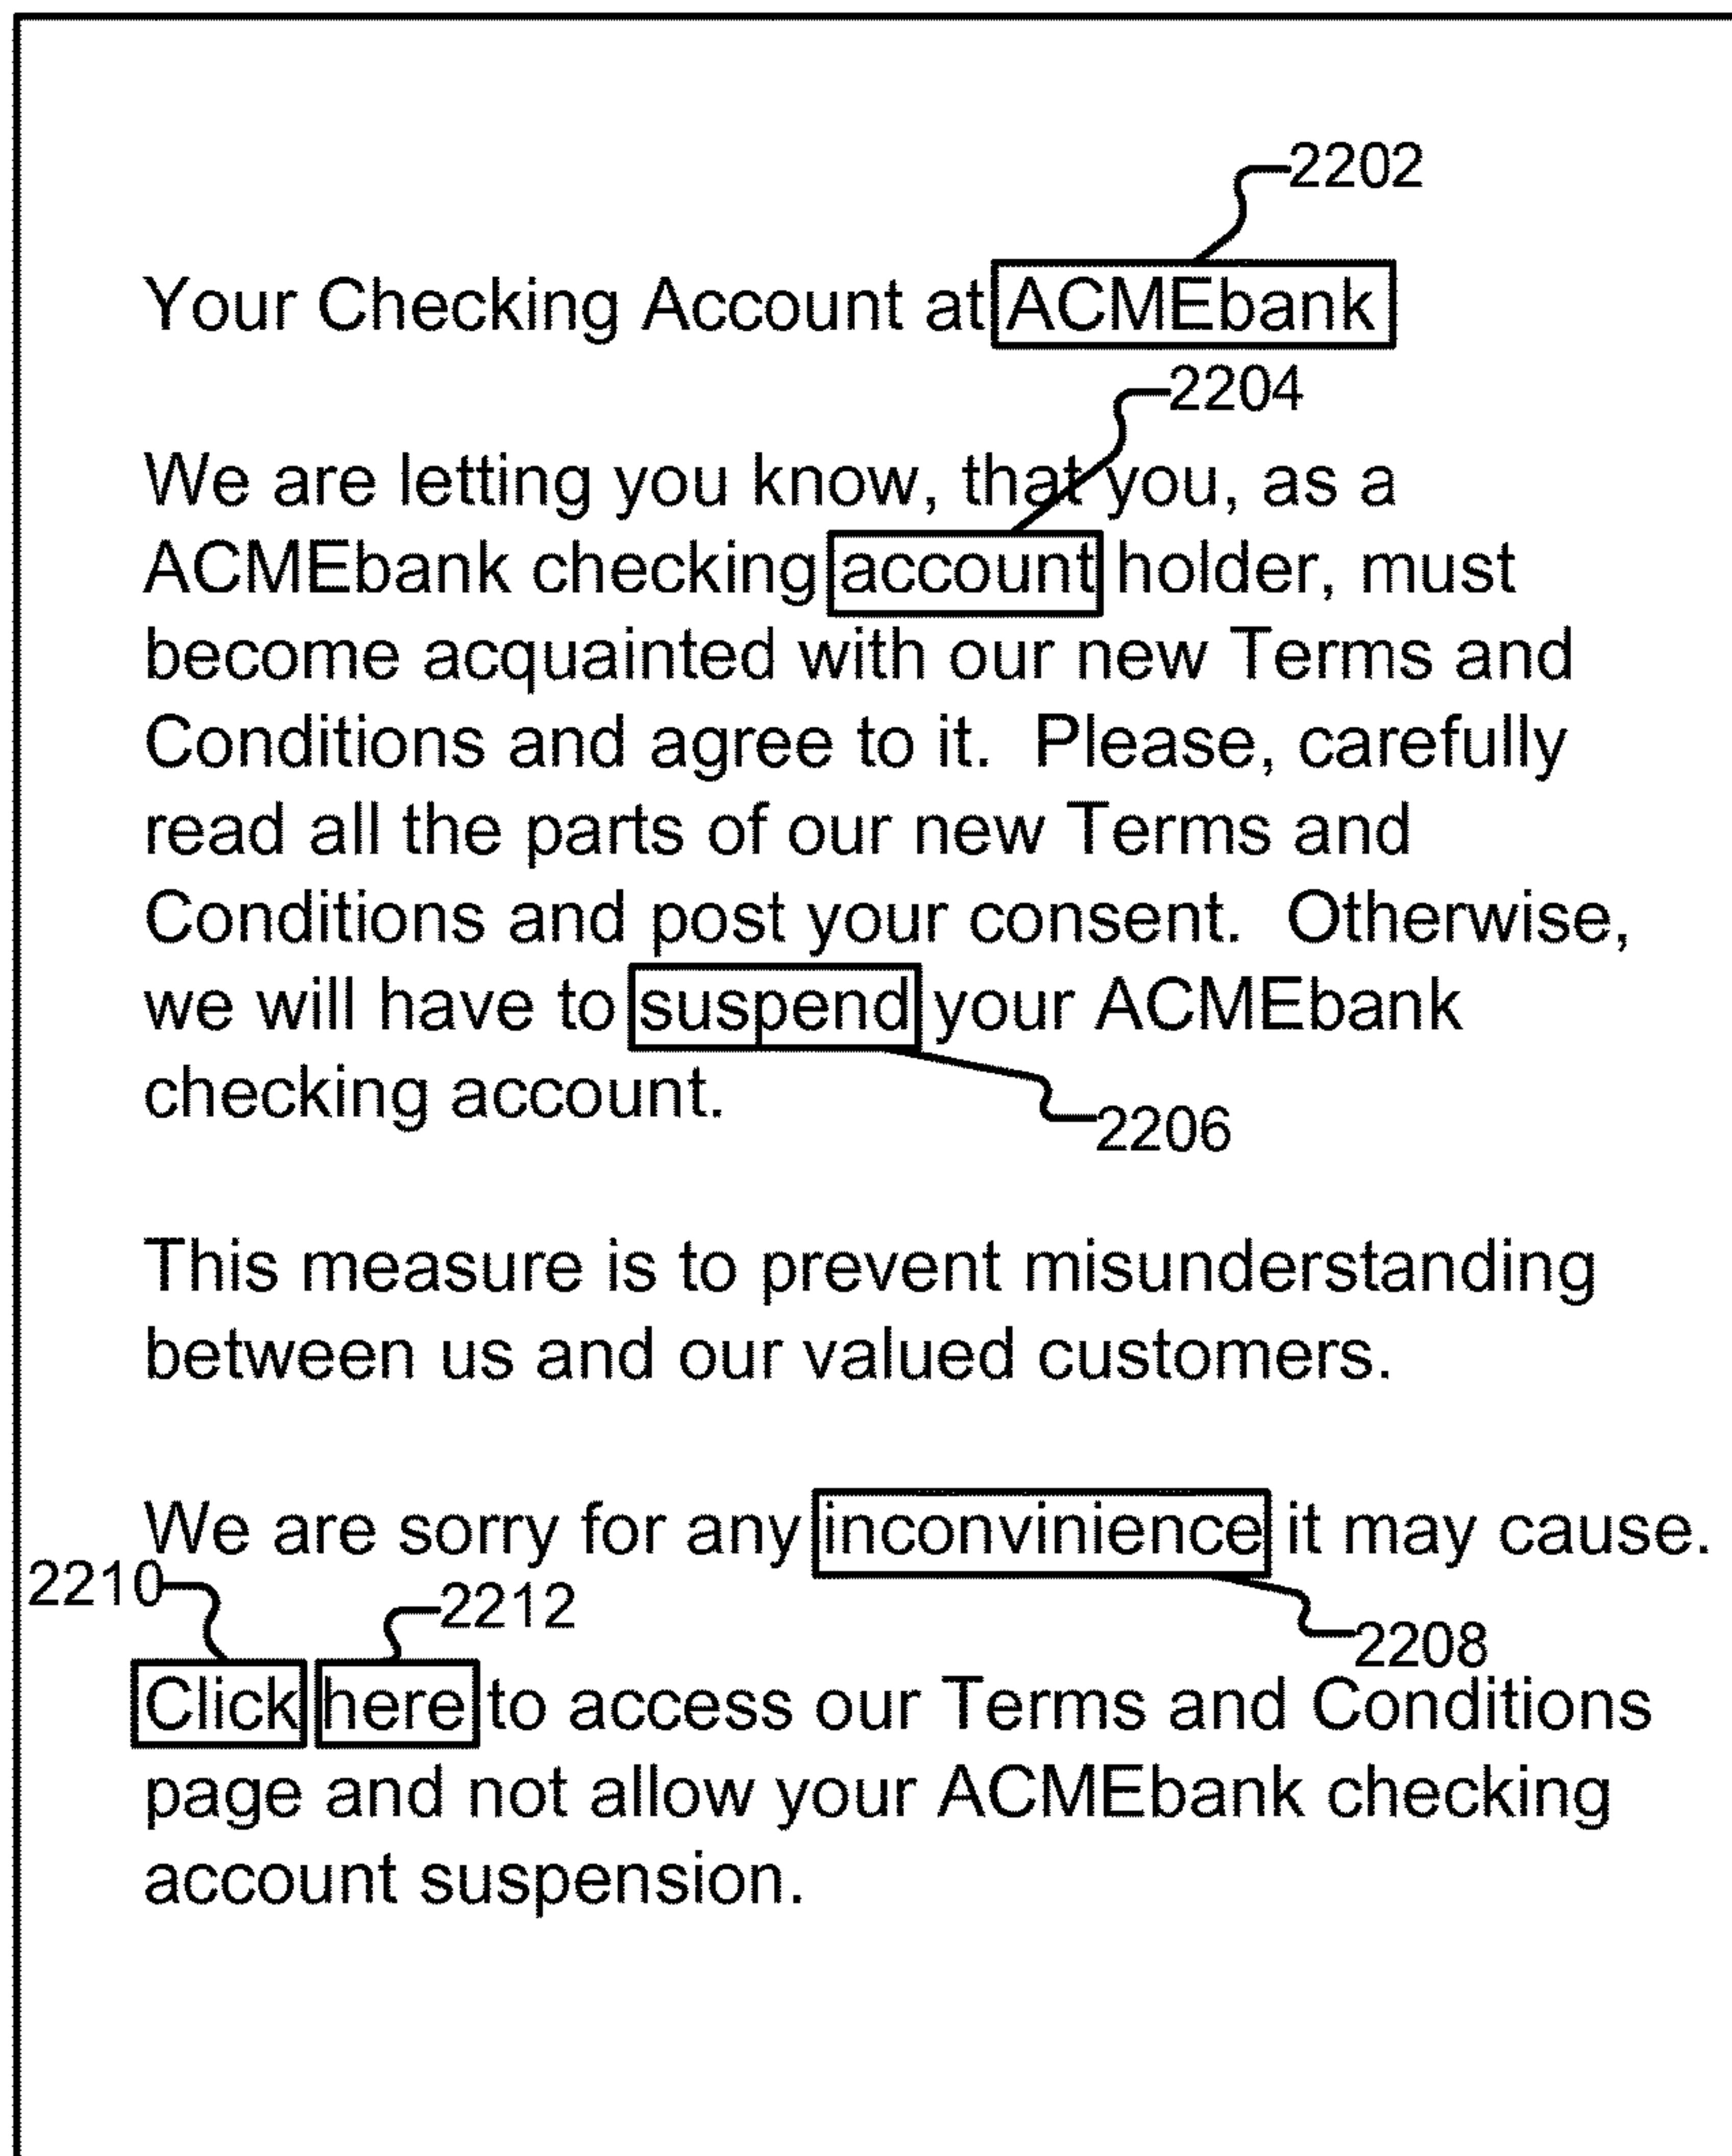 2202
Your Checking Account at ACMEbank
2204
We are letting you know, that you, as a
ACMEbank checking account holder, must
become acquainted with our new Terms and
Conditions and agree to it.  Please, carefully
read all the parts of our new Terms and
Conditions and post your consent.  Otherwise,
we will have to suspend your ACMEbank
checking account.
2206
This measure is to prevent misunderstanding
between us and our valued customers.
We are sorry for any inconvinience it may cause.
2210 2212 2208
Click here to access our Terms and Conditions
page and not allow your ACMEbank checking
account suspension.